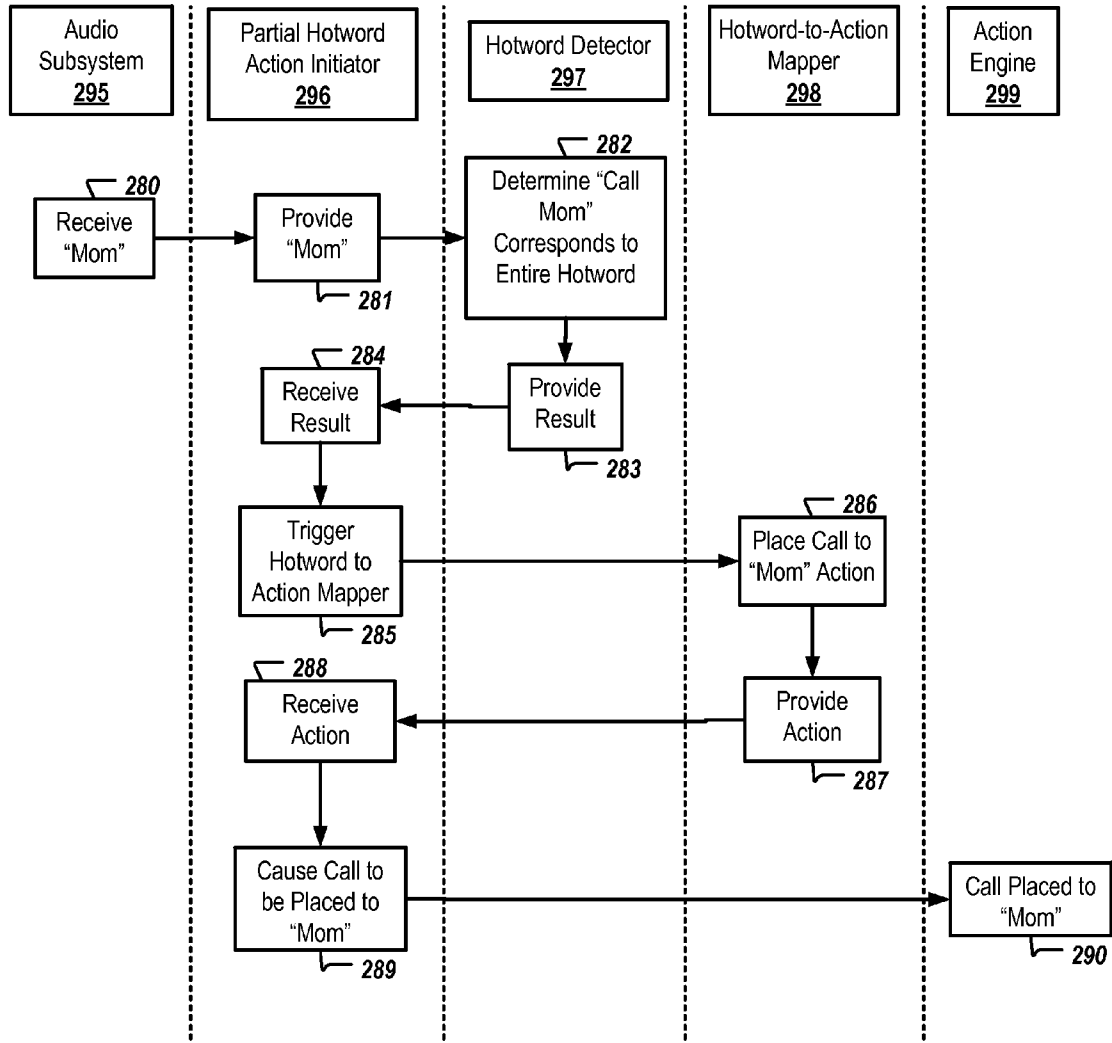 Audio
Subsystem
295
Partial Hotword
Action Initiator
296
Hotword Detector
297
Hotword-to-Action
Mapper
298
Action
Engine
299
280
Receive
“Mom”
Provide
“Mom”
281
282
Determine “Call
Mom”
Corresponds to
Entire Hotword
284
Receive
Result
Provide
Result
283
Trigger
Hotword to
Action Mapper
285
286
Place Call to
“Mom” Action
288
Receive
Action
Provide
Action
287
Cause Call to
be Placed to
“Mom”
289
Call Placed to
“Mom”
290